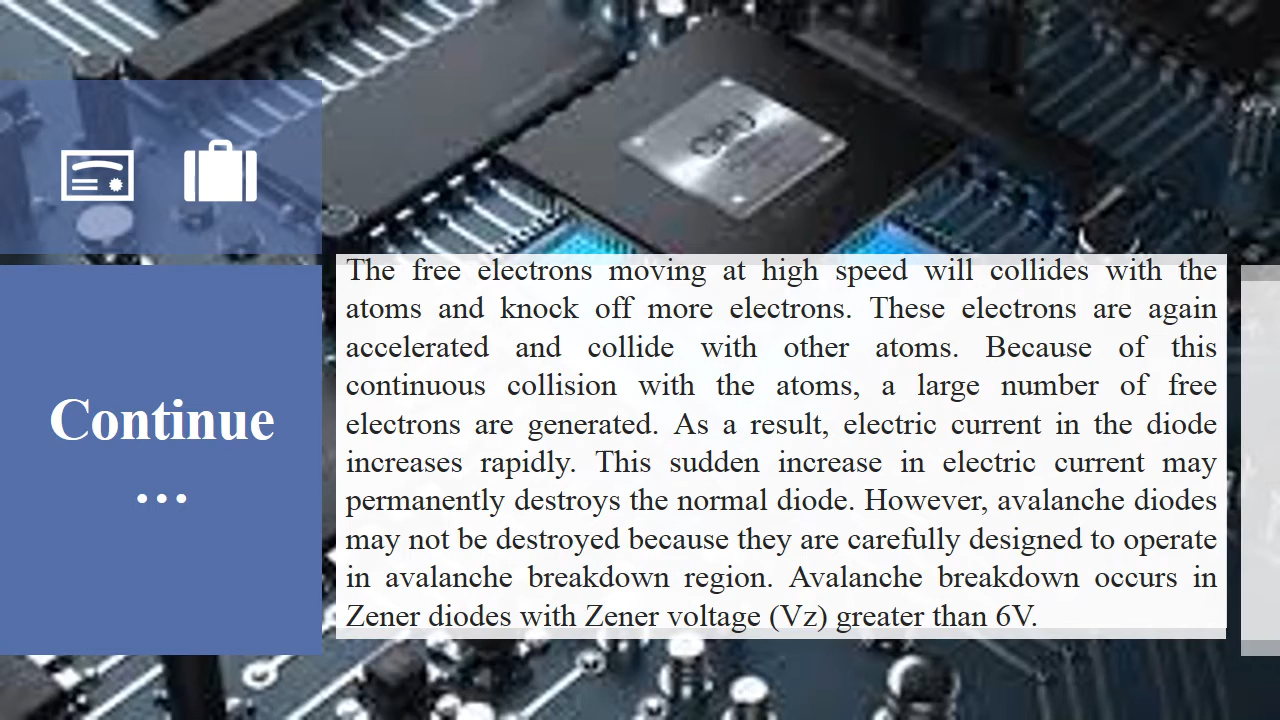 CPU
Continue
...
The free electrons moving at high speed will collides with the
atoms and knock off more electrons. These electrons are again
accelerated and collide with other atoms. Because of this
continuous collision with the atoms, a large number of free
electrons are generated. As a result, electric current in the diode
increases rapidly. This sudden increase in electric current may
permanently destroys the normal diode. However, avalanche diodes
may not be destroyed because they are carefully designed to operate
in avalanche breakdown region. Avalanche breakdown occurs in
Zener diodes with Zener voltage (Vz) greater than 6V.